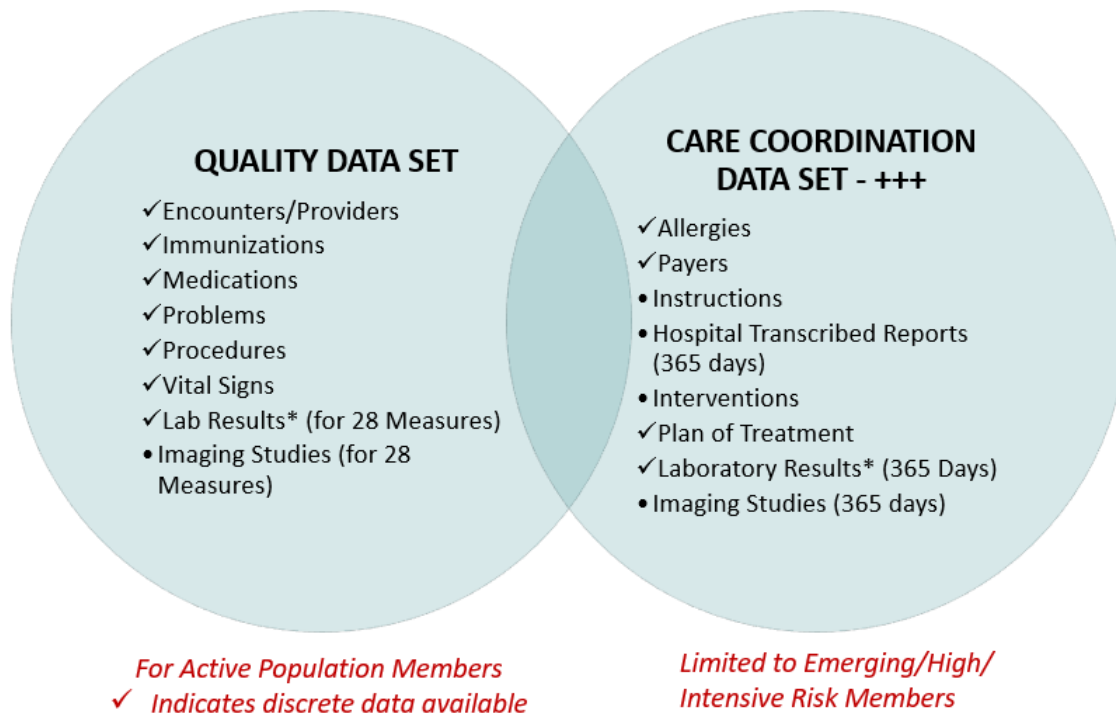 QUALITY DATA SET
✓Encounters/Providers
✓Immunizations
✓Medications
✓Problems
✓Procedures
✓Vital Signs
✓Lab Results* (for 28 Measures)
•Imaging Studies (for 28
Measures)
CARE COORDINATION
DATA SET - +++
✓Allergies
✓Payers
•Instructions
•Hospital Transcribed Reports
(365 days)
•Interventions
✓Plan of Treatment
✓Laboratory Results* (365 Days)
•Imaging Studies (365 days)
For Active Population Members
✓ Indicates discrete data available
Limited to Emerging/High/
Intensive Risk Members